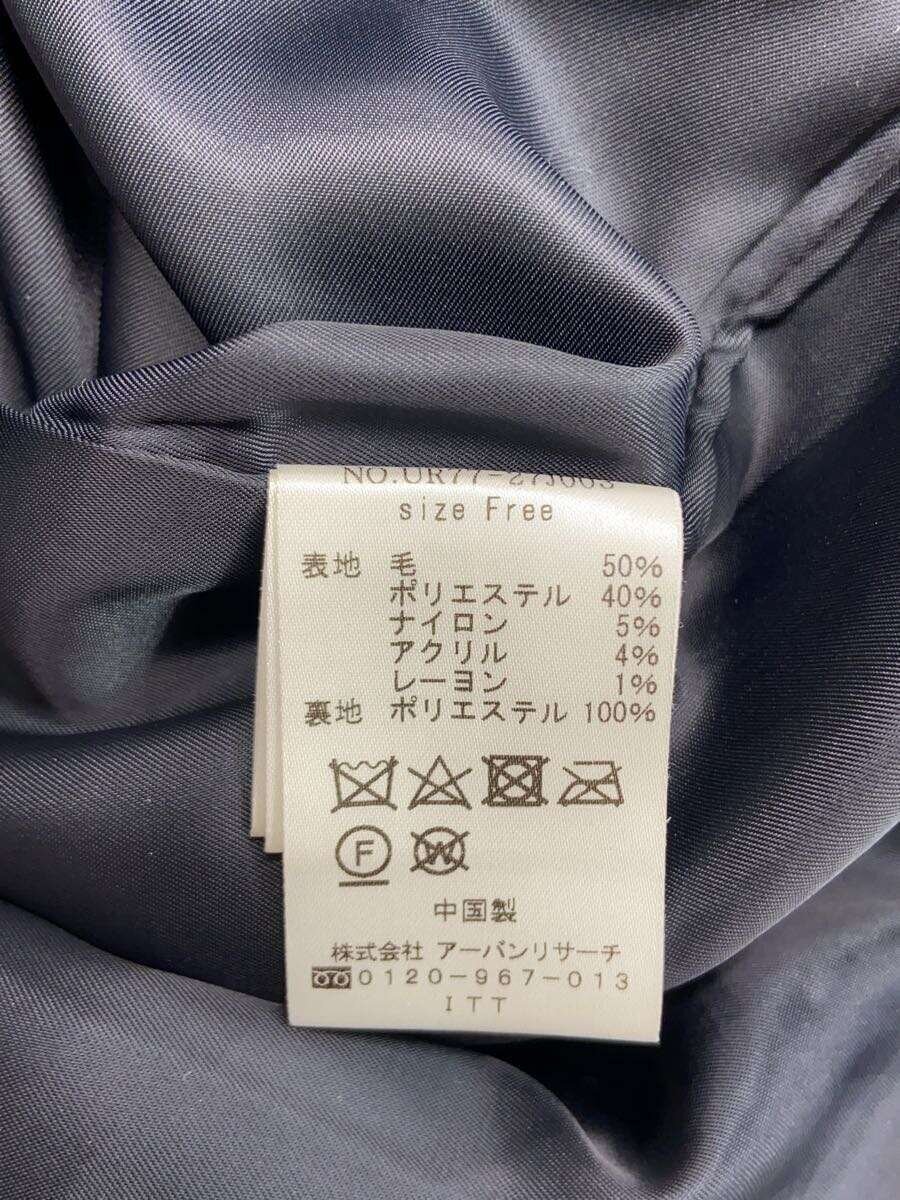 size Free
表地 毛 50%
ポリエステル 40%
ナイロン 5%
アクリル 4%
レーヨン 1%
裏地 ポリエステル 100%
F
W
中国製
株式会社 アーバンリサーチ
0120-967-013
ITT